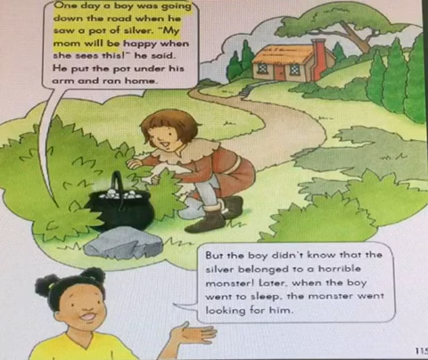 One day a boy was going
down the road when he
saw a pot of silver. "My
mom will be happy when
she sees this!" he said.
He put the pot under his
arm and ran home.
But the boy didn't know that the
silver belonged to a horrible
monster! Later, when the boy
went to sleep, the monster went
looking for him.
115